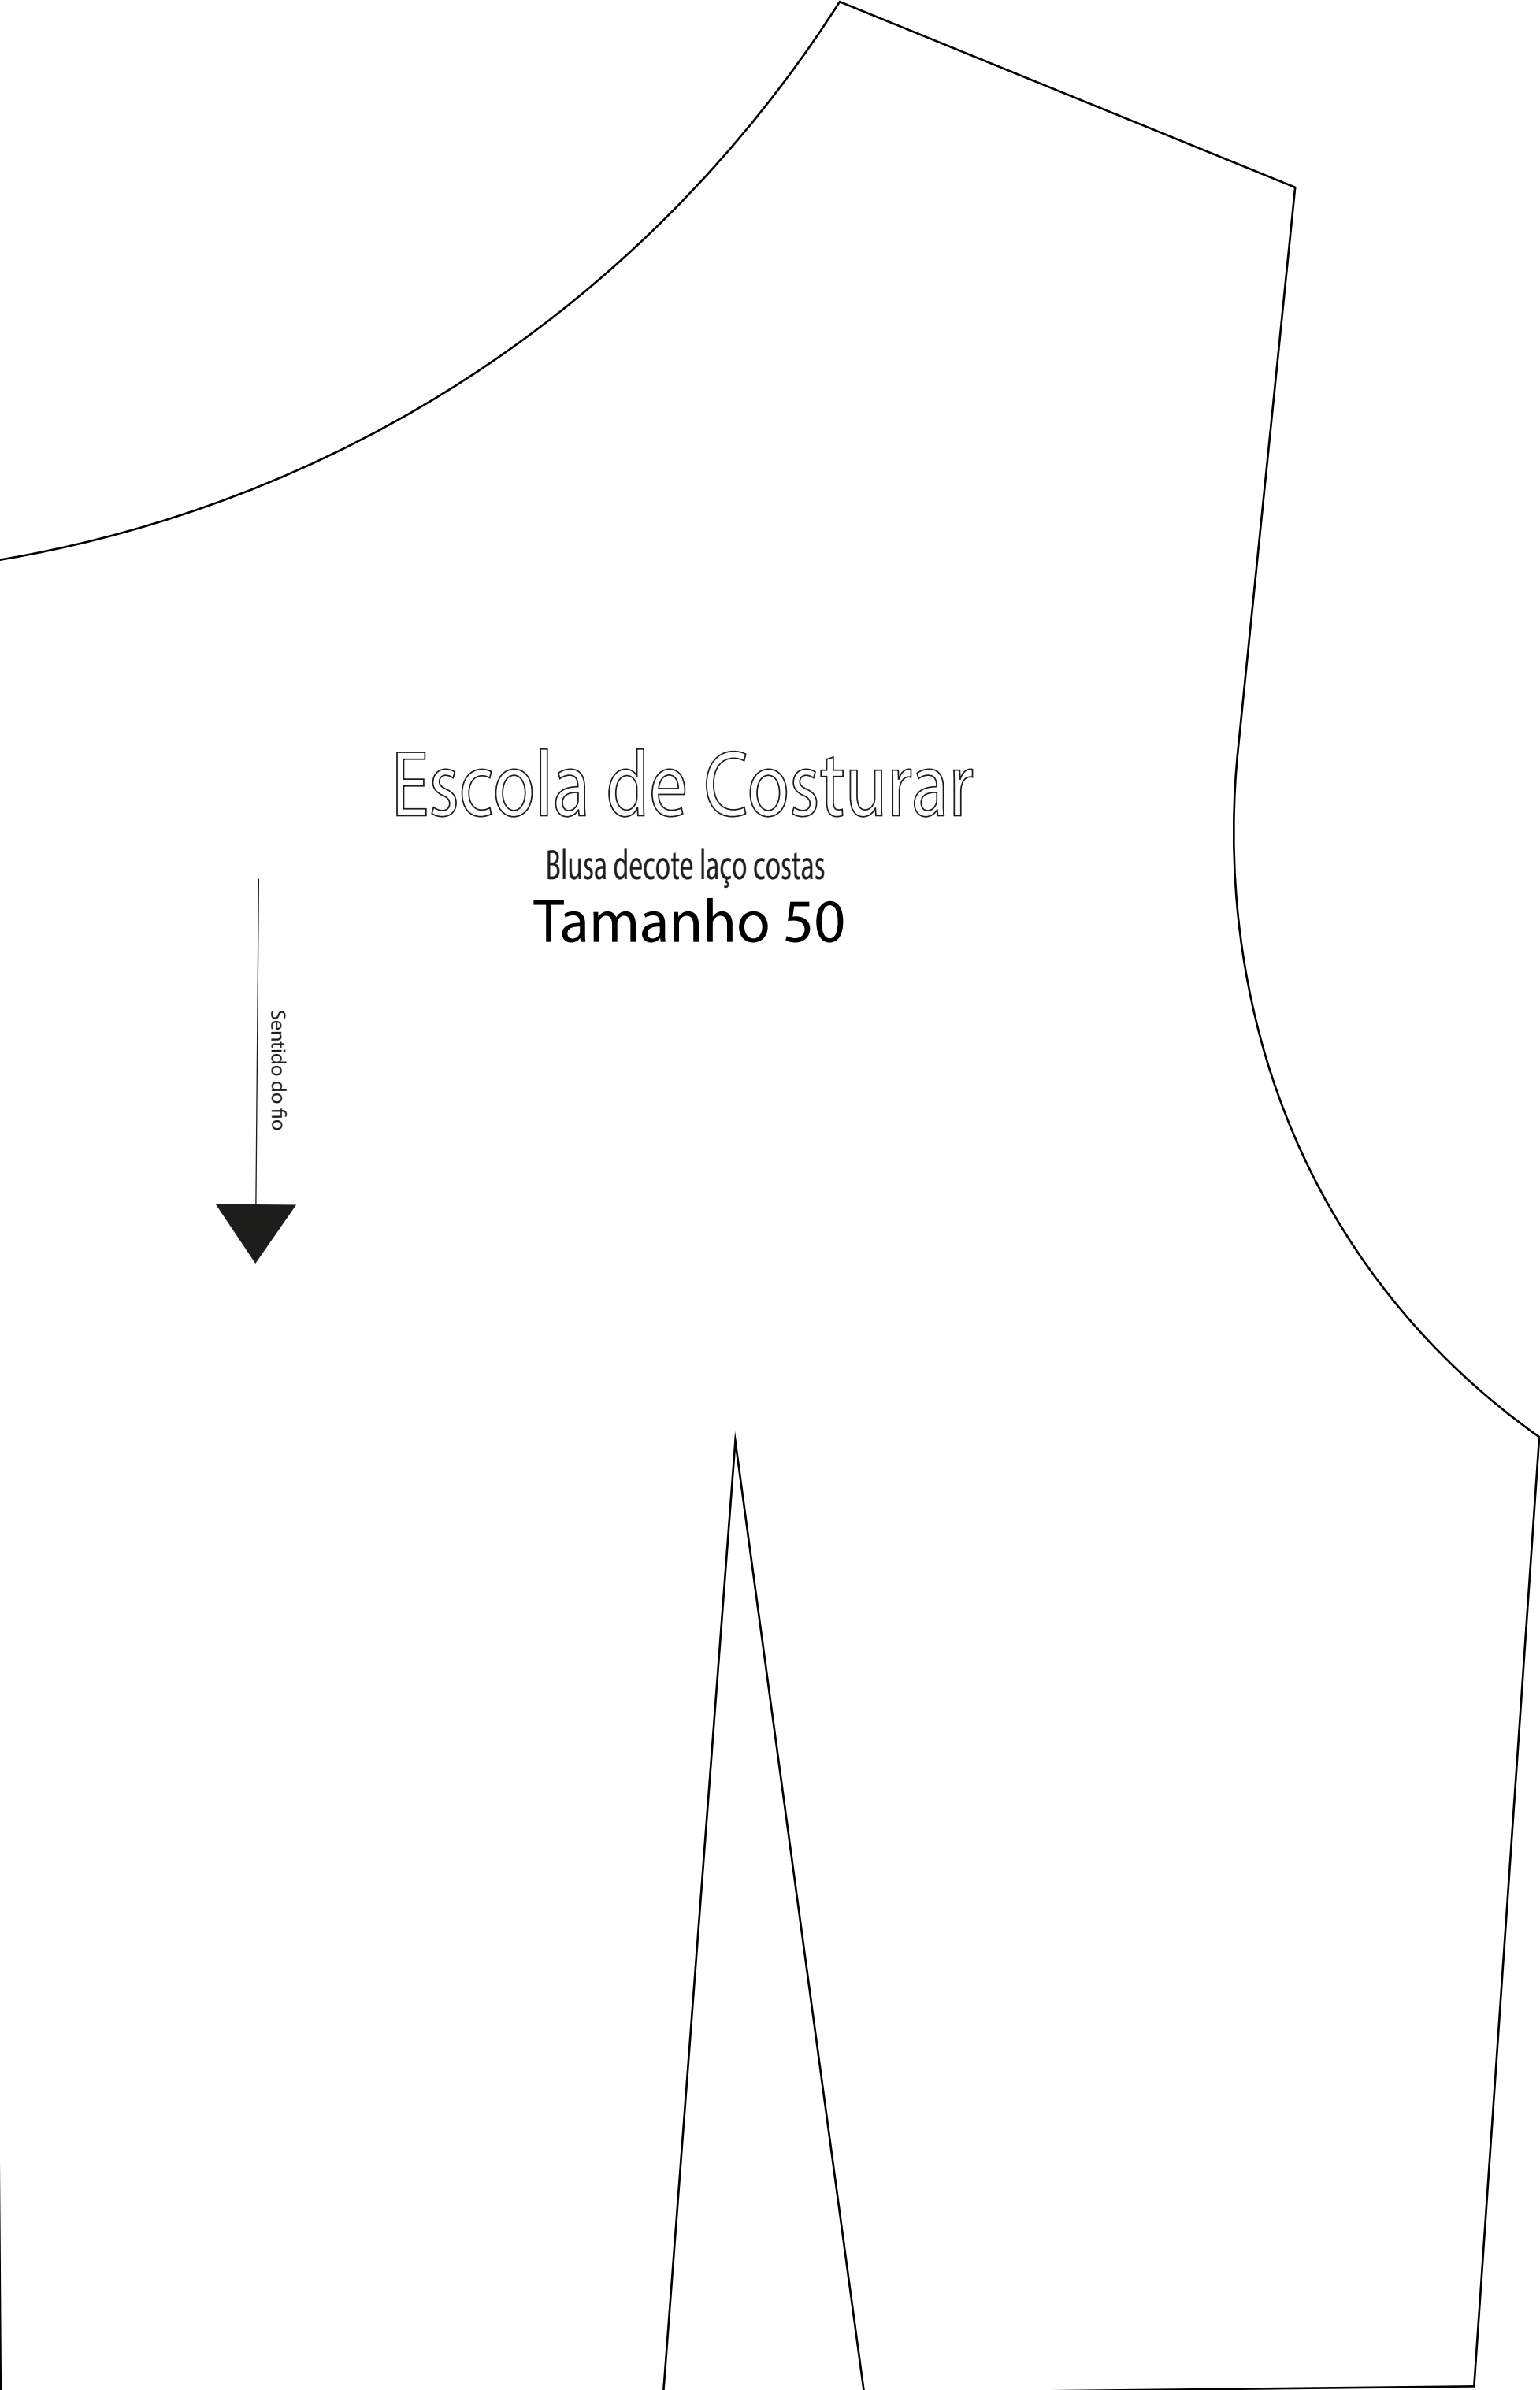 Escola de Costurar
Blusa decote laço costas
Tamanho 50
Sentido do fio